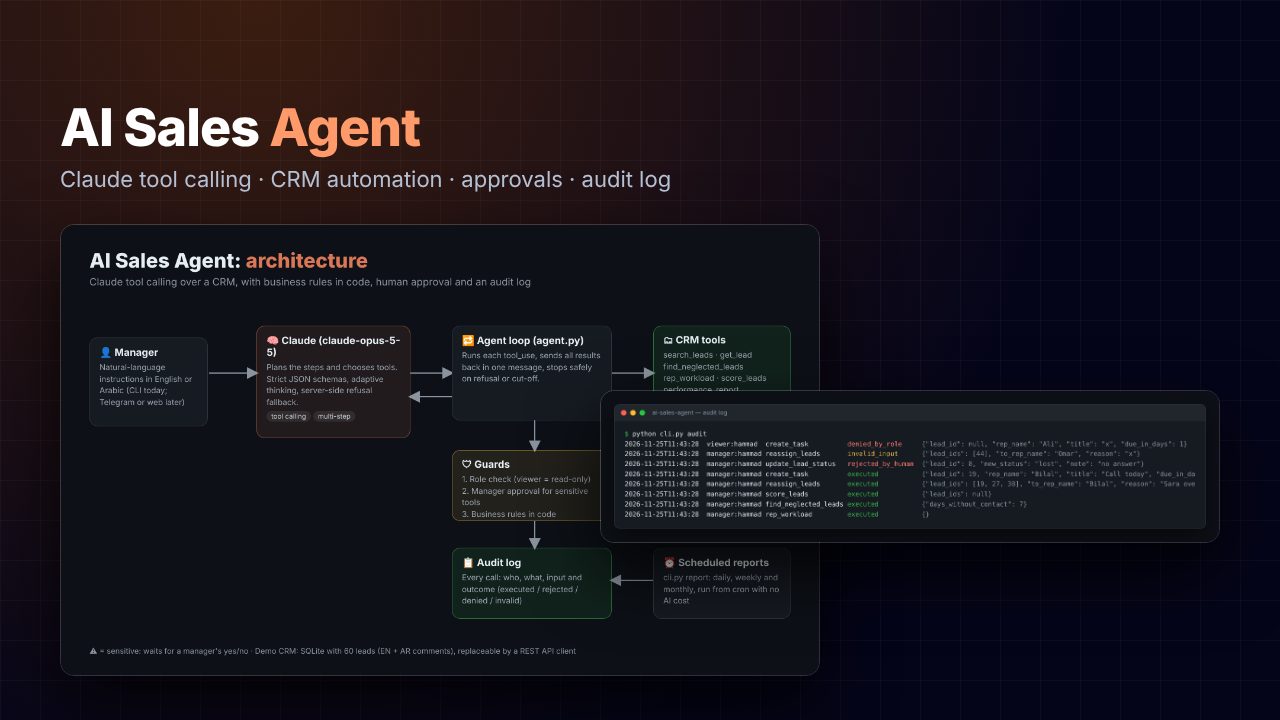 AI Sales Agent
Claude tool calling · CRM automation · approvals · audit log
AI Sales Agent: architecture
Claude tool calling over a CRM, with business rules in code, human approval and an audit log
👤 Manager
Natural-language
instructions in English or
Arabic (CLI today;
Telegram or web later)
🧠 Claude (claude-opus-5-
5)
Plans the steps and chooses tools.
Strict JSON schemas, adaptive
thinking, server-side refusal
fallback.
tool calling multi-step
🔁 Agent loop (agent.py)
Runs each tool_use, sends all results
back in one message, stops safely
on refusal or cut-off.
🗂 CRM tools
search_leads · get_lead
find_neglected_leads
rep_workload · score_leads
performance_report
🛡 Guards
1. Role check (viewer = read-only)
2. Manager approval for sensitive
tools
3. Business rules in code
ai-sales-agent — audit log
$ python cli.py audit
2026-11-25T11:43:28 viewer:hammad create_task denied_by_role {"lead_id": null, "rep_name": "Ali", "title": "x", "due_in_days": 1}
2026-11-25T11:43:28 manager:hammad reassign_leads invalid_input {"lead_ids": [44], "to_rep_name": "Omar", "reason": "x"}
2026-11-25T11:43:28 manager:hammad update_lead_status rejected_by_human {"lead_id": 8, "new_status": "lost", "note": "no answer"}
2026-11-25T11:43:28 manager:hammad create_task executed {"lead_id": 19, "rep_name": "Bilal", "title": "Call today", "due_in_da
2026-11-25T11:43:28 manager:hammad reassign_leads executed {"lead_ids": [19, 27, 30], "to_rep_name": "Bilal", "reason": "Sara ove
2026-11-25T11:43:28 manager:hammad score_leads executed {"lead_ids": null}
2026-11-25T11:43:28 manager:hammad find_neglected_leads executed {"days_without_contact": 7}
2026-11-25T11:43:28 manager:hammad rep_workload executed {}
📋 Audit log
Every call: who, what, input and
outcome (executed / rejected /
denied / invalid)
⏰ Scheduled reports
cli.py report: daily, weekly and
monthly, run from cron with no
AI cost
⚠ = sensitive: waits for a manager's yes/no · Demo CRM: SQLite with 60 leads (EN + AR comments), replaceable by a REST API client